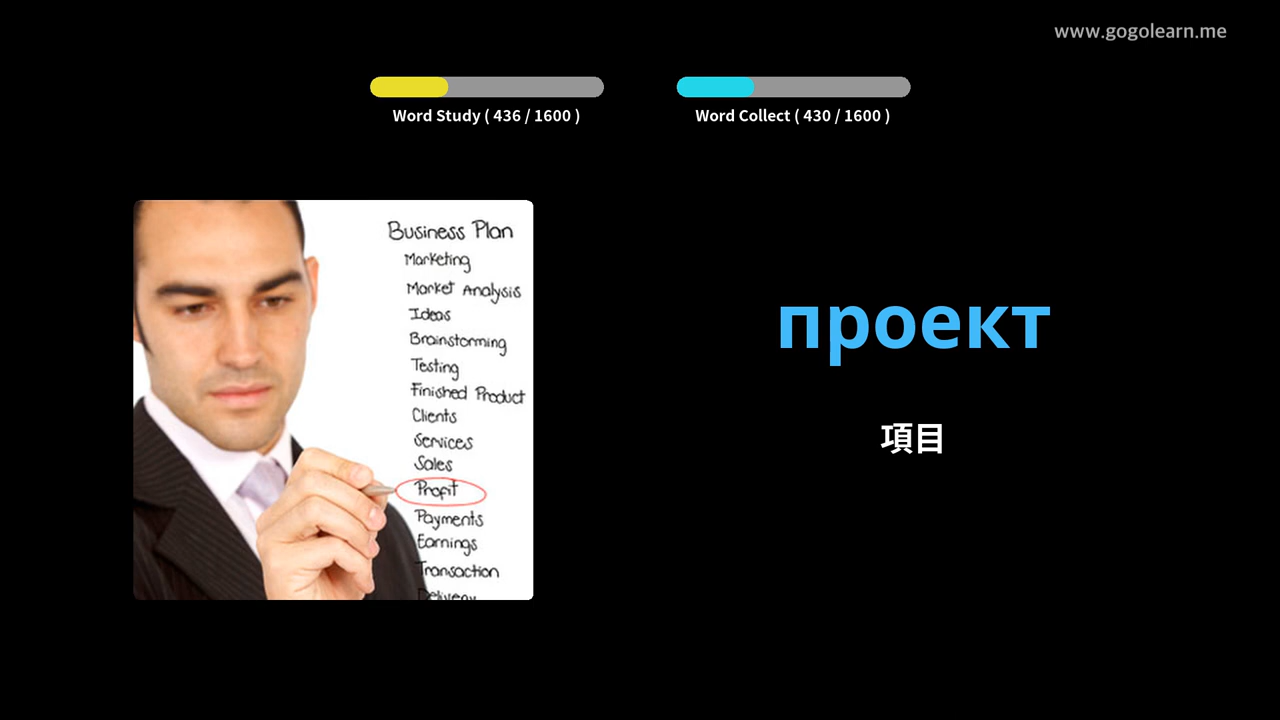 www.gogolearn.me
Word Study ( 436 / 1600 )
Word Collect ( 430 / 1600 )
Business Plan
Marketing
Market Analysis
Ideas
Brainstorming
Testing
Finished Product
Clients
Services
Sales
Profit
Payments
Earnings
Transaction
Delivery
проект
項目